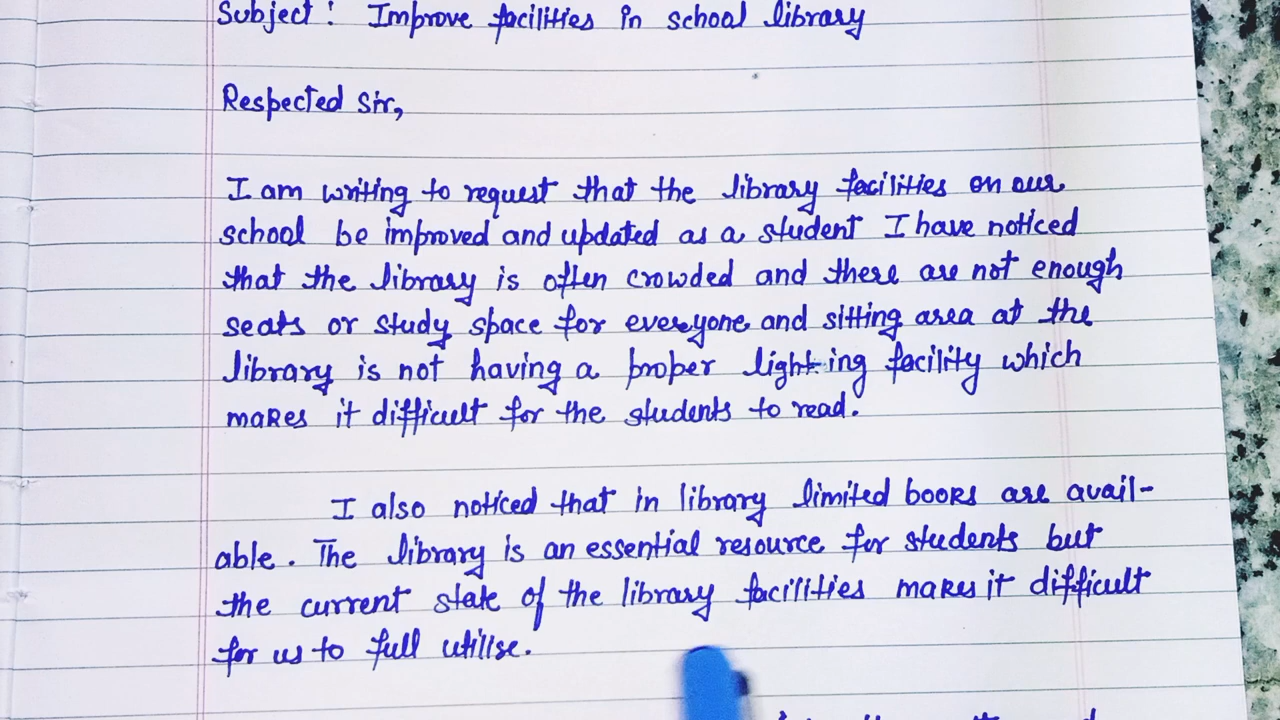 Subject : Improve facilities in school library
Respected Sir,
I am writing to request that the library facilities on our
school be improved and updated as a student I have noticed
that the library is often crowded and there are not enough
seats or study space for everyone and sitting area at the
library is not having a proper lighting facility which
makes it difficult for the students to read.
I also noticed that in library limited books are avail-
able. The library is an essential resource for students but
the current state of the library facilities makes it difficult
for us to full utilise.